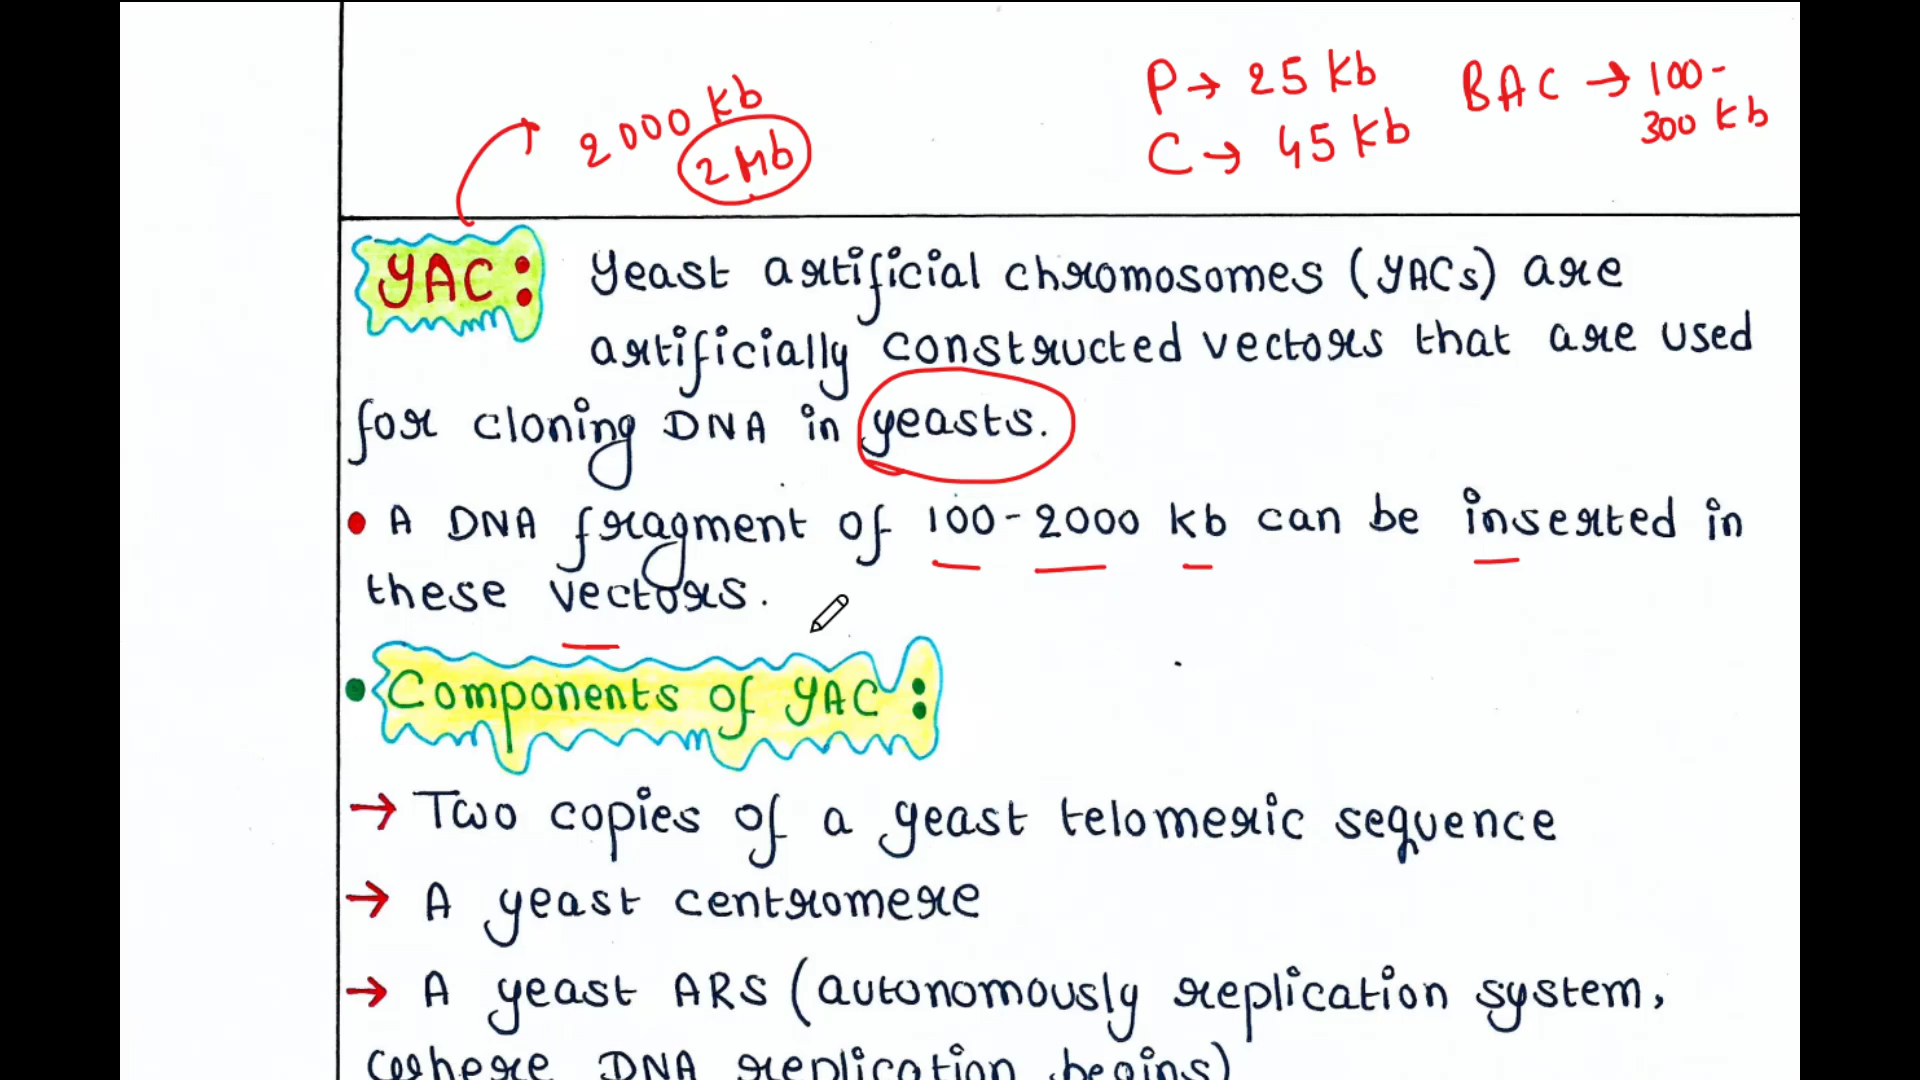 P → 25 Kb
BAC → 100-
300 Kb
C → 45 Kb
2000 Kb
2 Mb
YAC: Yeast artificial chromosomes (YACs) are
artificially constructed vectors that are used
for cloning DNA in yeasts.
• A DNA fragment of 100-2000 kb can be inserted in
these vectors.
• Components of YAC:
→ Two copies of a yeast telomeric sequence
→ A yeast centromere
→ A yeast ARS (autonomously replication system,
where DNA replication begins)